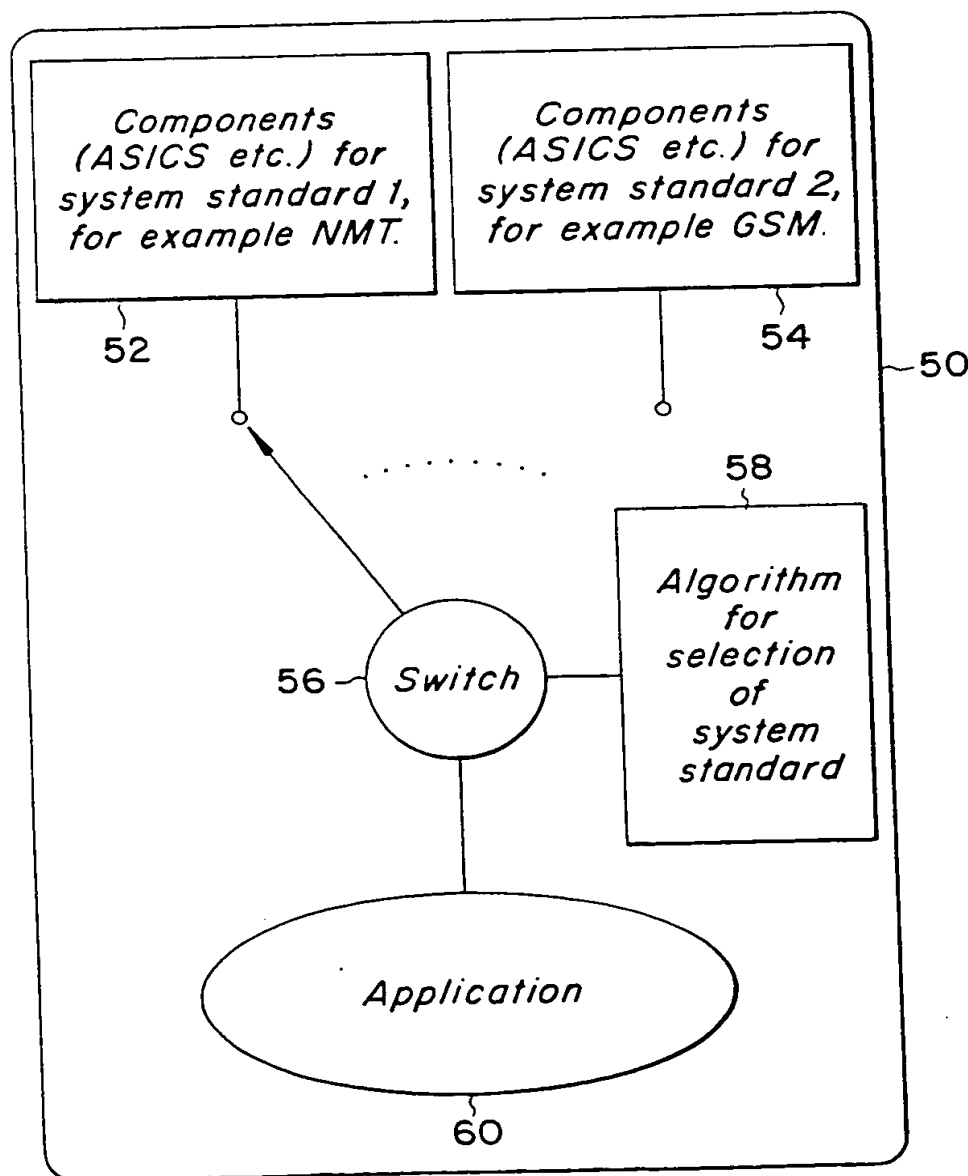 Components
(ASICS etc.) for
system standard 1,
for example NMT.
Components
(ASICS etc.) for
system standard 2,
for example GSM.
52
54
50
58
Algorithm
for
selection
of
system
standard
56
Switch
Application
60